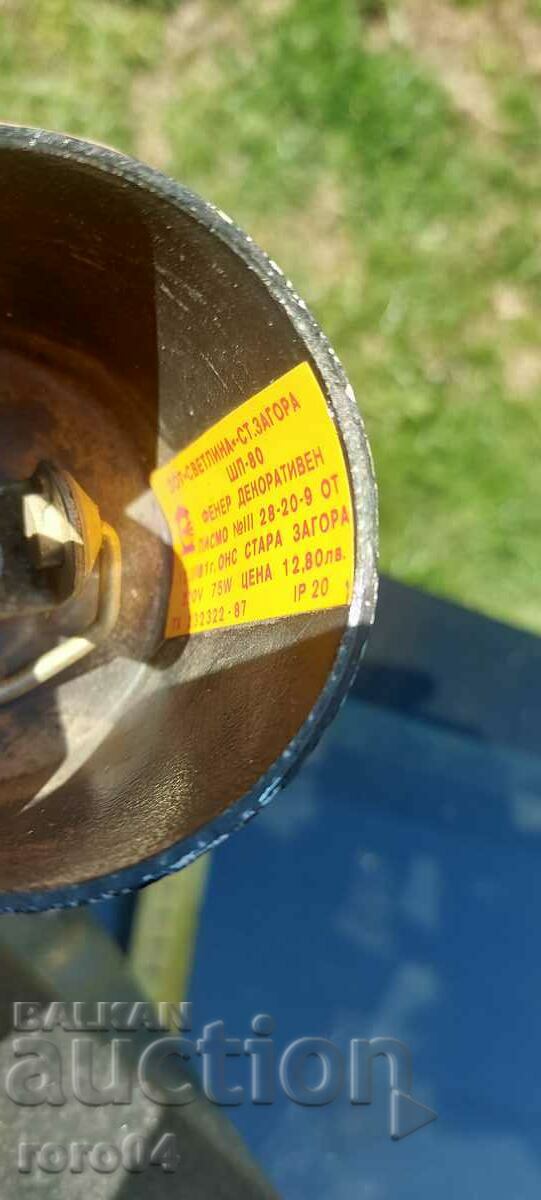 «СВЕТЛИНА«-СТ.ЗАГОРА
ШЛ-80
ФЕНЕР ДЕКОРАТИВЕН
ПИСМО №III 28-20-9 ОТ
ОНС СТАРА ЗАГОРА
75W ЦЕНА 12,80лв.
-87 IP 20
BALKAN
auction
roro04